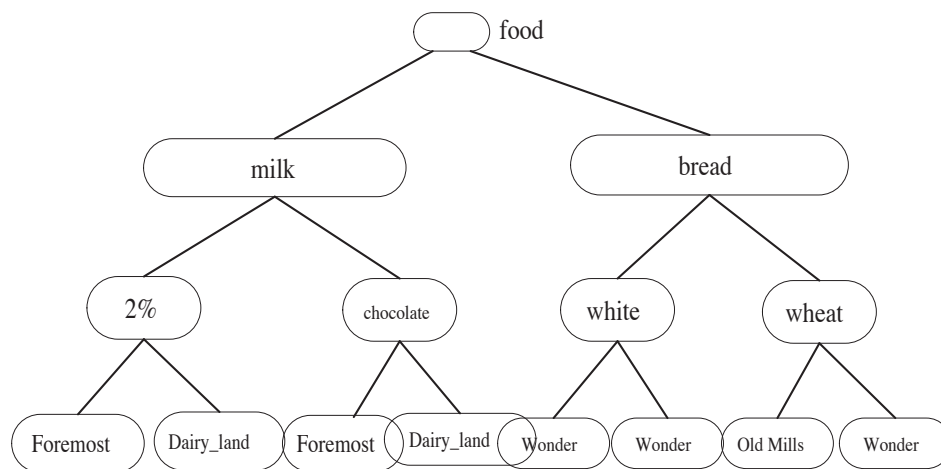 food
milk
bread
2%
chocolate
white
wheat
Foremost
Dairy_land
Foremost
Dairy_land
Wonder
Wonder
Old Mills
Wonder